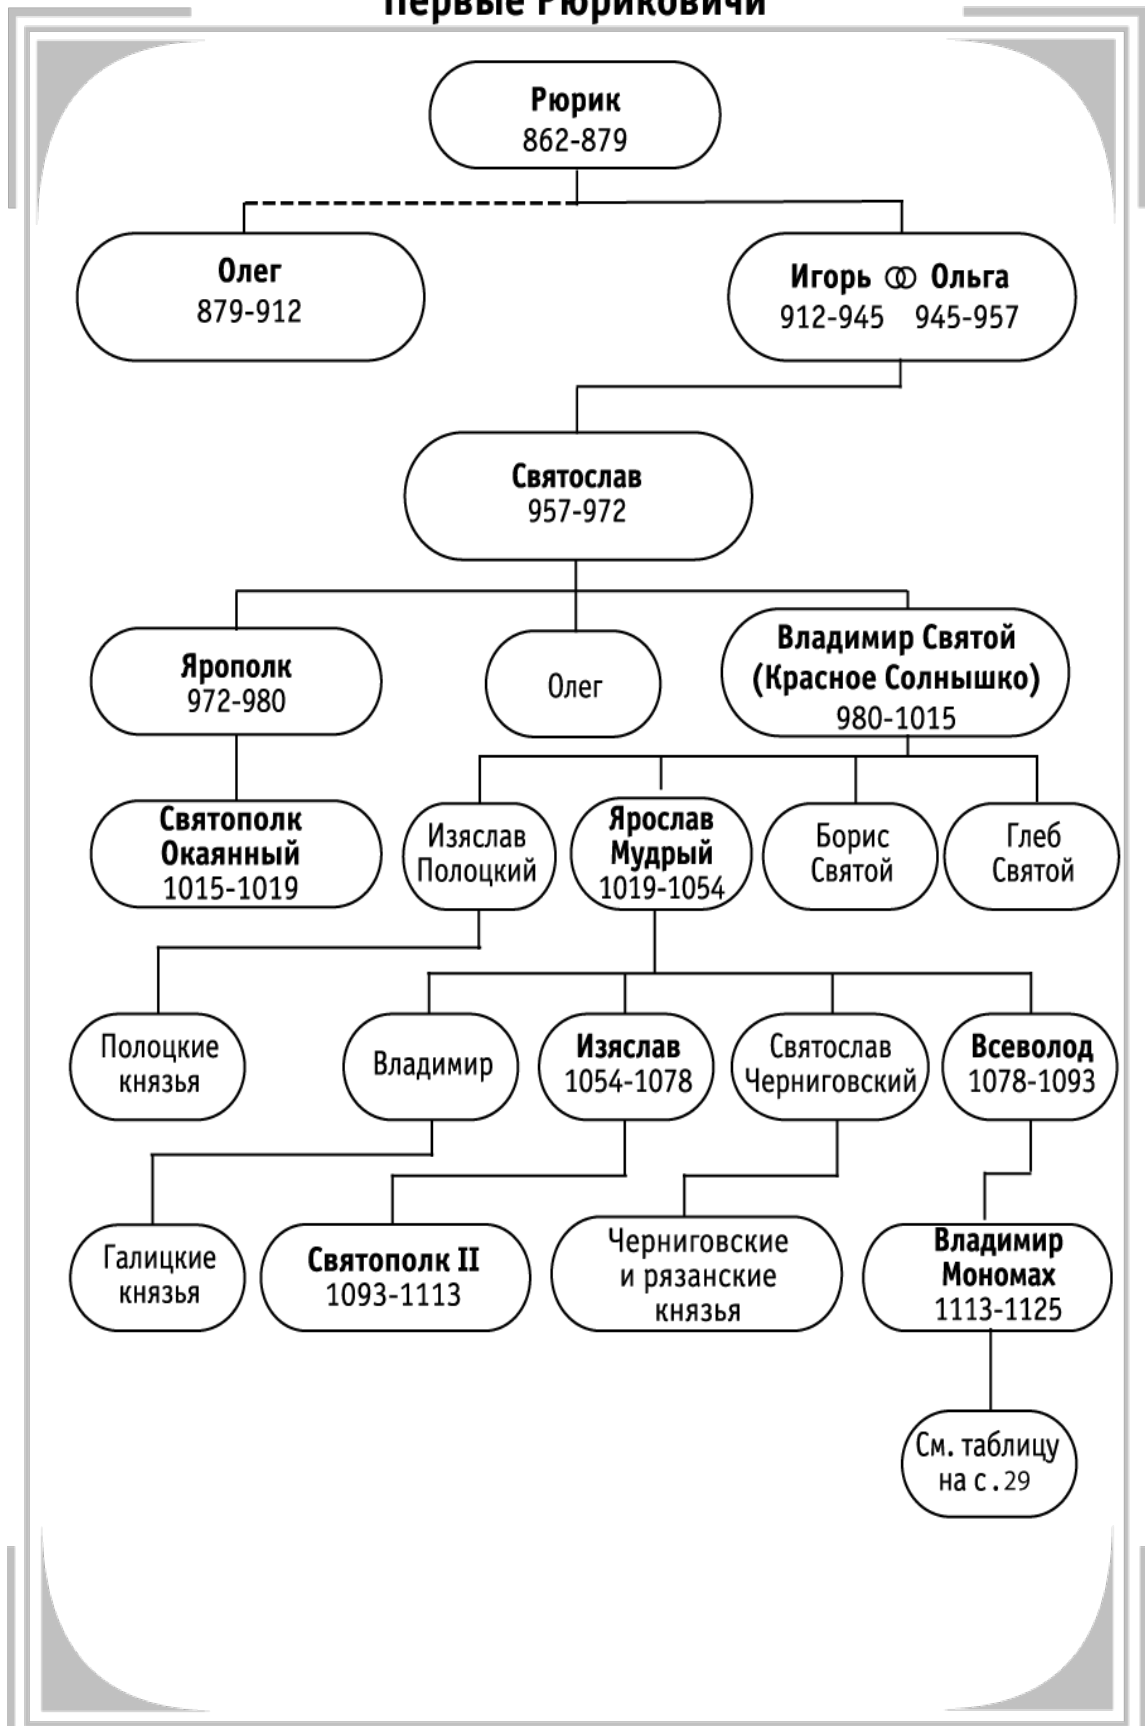 Первые Рюриковичи
Рюрик
862-879
Олег
879-912
Игорь Ольга
912-945 945-957
Святослав
957-972
Ярополк
972-980
Олег
Владимир Святой
(Красное Солнышко)
980-1015
Святополк
Окаянный
1015-1019
Изяслав
Полоцкий
Ярослав
Мудрый
1019-1054
Борис
Святой
Глеб
Святой
Полоцкие
князья
Владимир
Изяслав
1054-1078
Святослав
Черниговский
Всеволод
1078-1093
Галицкие
князья
Святополк II
1093-1113
Черниговские
и рязанские
князья
Владимир
Мономах
1113-1125
См. таблицу
на с.29